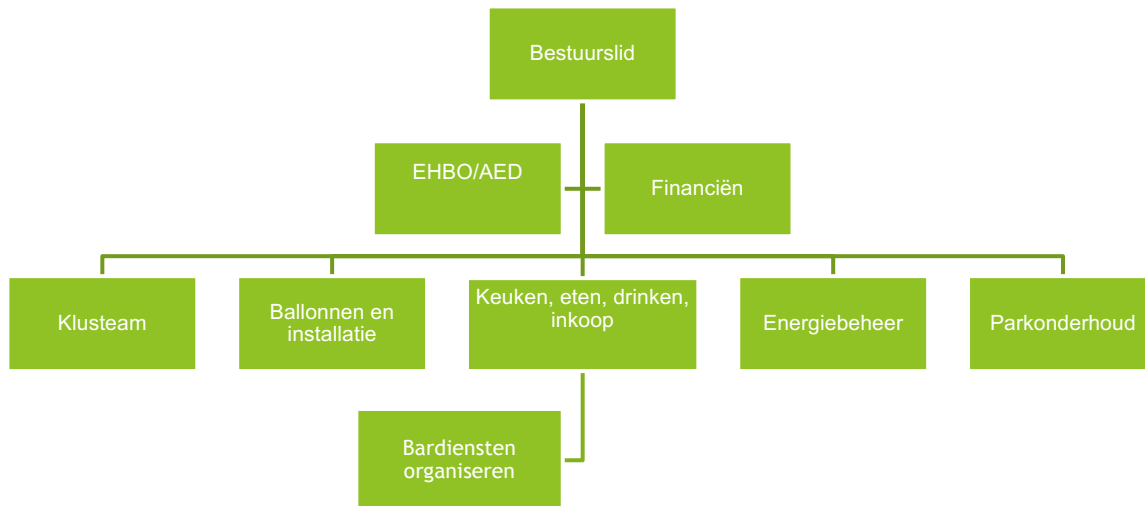 Bestuurslid
EHBO/AED
Financiën
Klusteam
Ballonnen en
installatie
Keuken, eten, drinken,
inkoop
Energiebeheer
Parkonderhoud
Bardiensten
organiseren